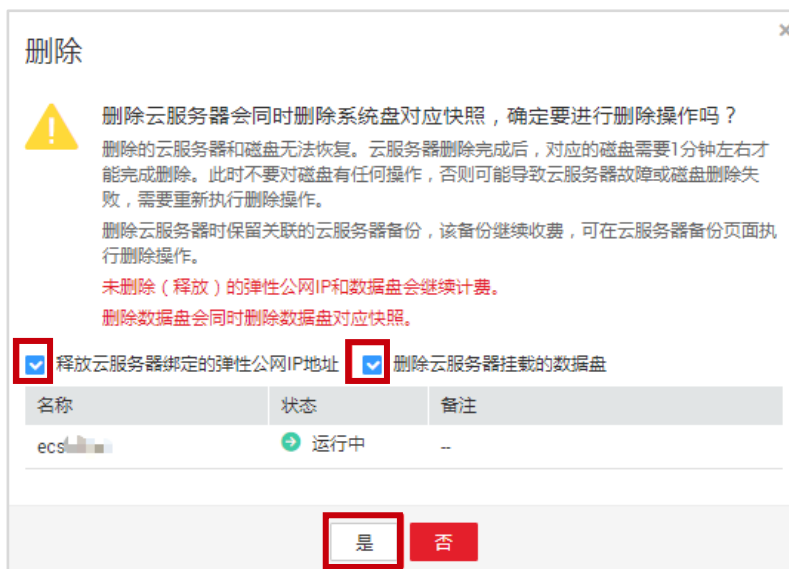 删除
删除云服务器会同时删除系统盘对应快照，确定要进行删除操作吗？
删除的云服务器和磁盘无法恢复。云服务器删除完成后，对应的磁盘需要1分钟左右才
能完成删除。此时不要对磁盘有任何操作，否则可能导致云服务器故障或磁盘删除失
败，需要重新执行删除操作。
删除云服务器时保留关联的云服务器备份，该备份继续收费，可在云服务器备份页面执
行删除操作。
未删除（释放）的弹性公网IP和数据盘会继续计费。
删除数据盘会同时删除数据盘对应快照。
释放云服务器绑定的弹性公网IP地址 删除云服务器挂载的数据盘
名称 状态 备注
ecs 运行中 --
是 否